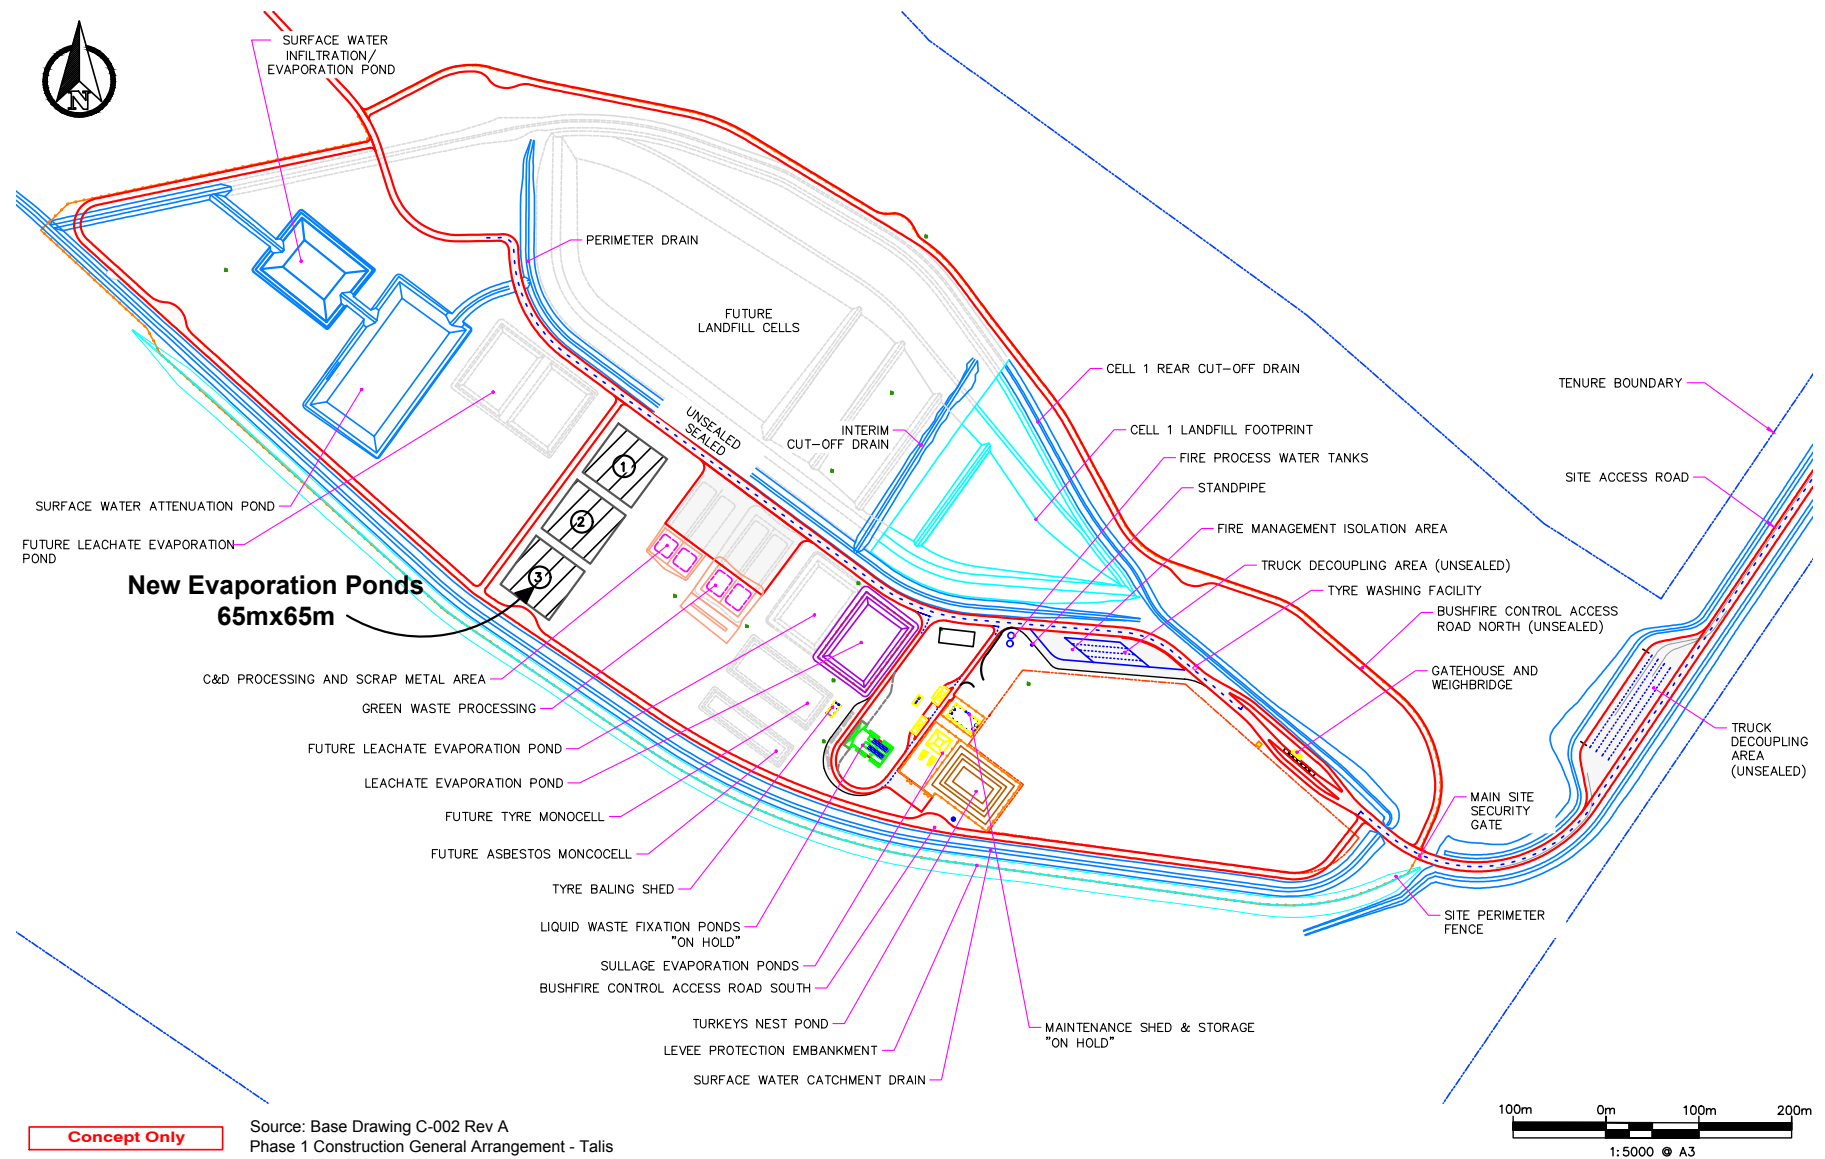 SURFACE WATER
INFILTRATION/
EVAPORATION POND
N
PERIMETER DRAIN
FUTURE
LANDFILL CELLS
CELL 1 REAR CUT-OFF DRAIN
TENURE BOUNDARY
UNSEALED
SEALED
INTERIM
CUT-OFF DRAIN
CELL 1 LANDFILL FOOTPRINT
FIRE PROCESS WATER TANKS
SITE ACCESS ROAD
STANDPIPE
1
2
3
SURFACE WATER ATTENUATION POND
FIRE MANAGEMENT ISOLATION AREA
FUTURE LEACHATE EVAPORATION
POND
TRUCK DECOUPLING AREA (UNSEALED)
New Evaporation Ponds
65mx65m
TYRE WASHING FACILITY
BUSHFIRE CONTROL ACCESS
ROAD NORTH (UNSEALED)
C&D PROCESSING AND SCRAP METAL AREA
GATEHOUSE AND
WEIGHBRIDGE
GREEN WASTE PROCESSING
TRUCK
DECOUPLING
AREA
(UNSEALED)
FUTURE LEACHATE EVAPORATION POND
LEACHATE EVAPORATION POND
MAIN SITE
SECURITY
GATE
FUTURE TYRE MONOCELL
FUTURE ASBESTOS MONCOCELL
TYRE BALING SHED
SITE PERIMETER
FENCE
LIQUID WASTE FIXATION PONDS
"ON HOLD"
SULLAGE EVAPORATION PONDS
BUSHFIRE CONTROL ACCESS ROAD SOUTH
TURKEYS NEST POND
MAINTENANCE SHED & STORAGE
"ON HOLD"
LEVEE PROTECTION EMBANKMENT
SURFACE WATER CATCHMENT DRAIN
Concept Only
Source: Base Drawing C-002 Rev A
Phase 1 Construction General Arrangement - Talis
100m 0m 100m 200m
1:5000 @ A3